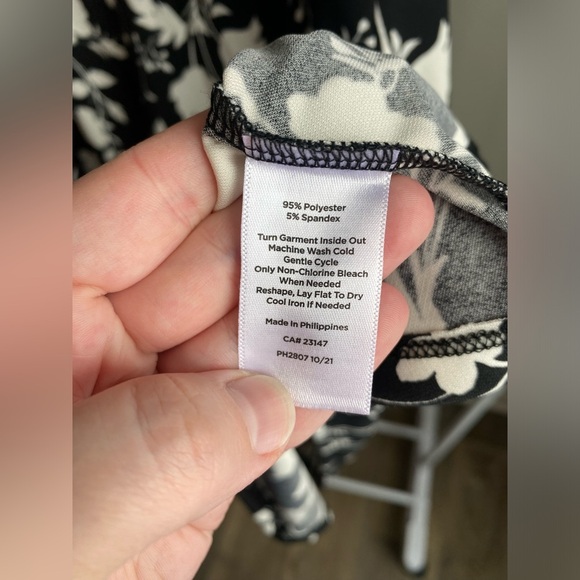 95% Polyester
5% Spandex
Turn Garment Inside Out
Machine Wash Cold
Gentle Cycle
Only Non-Chlorine Bleach
When Needed
Reshape, Lay Flat To Dry
Cool Iron If Needed
Made In Philippines
CA# 23147
PH2807 10/21